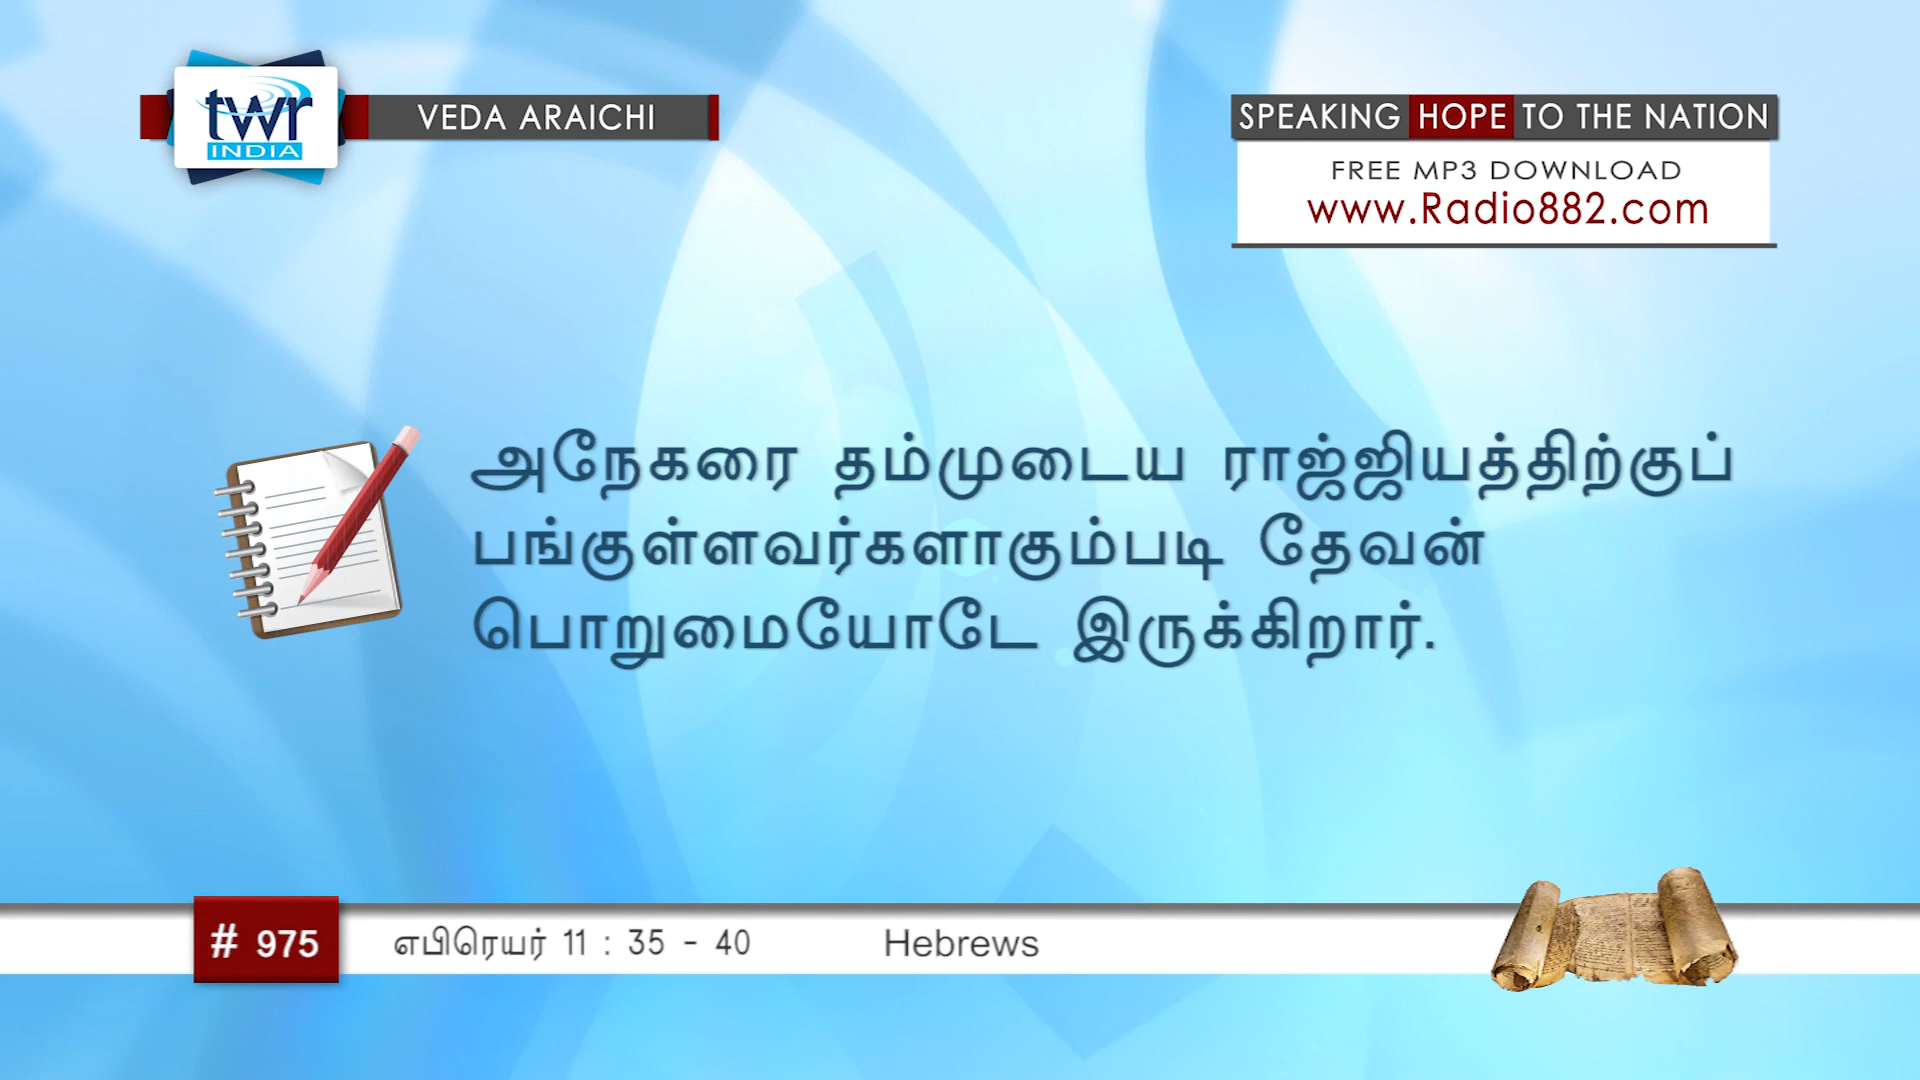 twr
INDIA
VEDA ARAICHI
SPEAKING HOPE TO THE NATION
FREE MP3 DOWNLOAD
www.Radio882.com
அநேகரை தம்முடைய ராஜ்ஜியத்திற்குப்
பங்குள்ளவர்களாகும்படி தேவன்
பொறுமையோடே இருக்கிறார்.
# 975
எபிரெயர் 11 : 35 - 40
Hebrews